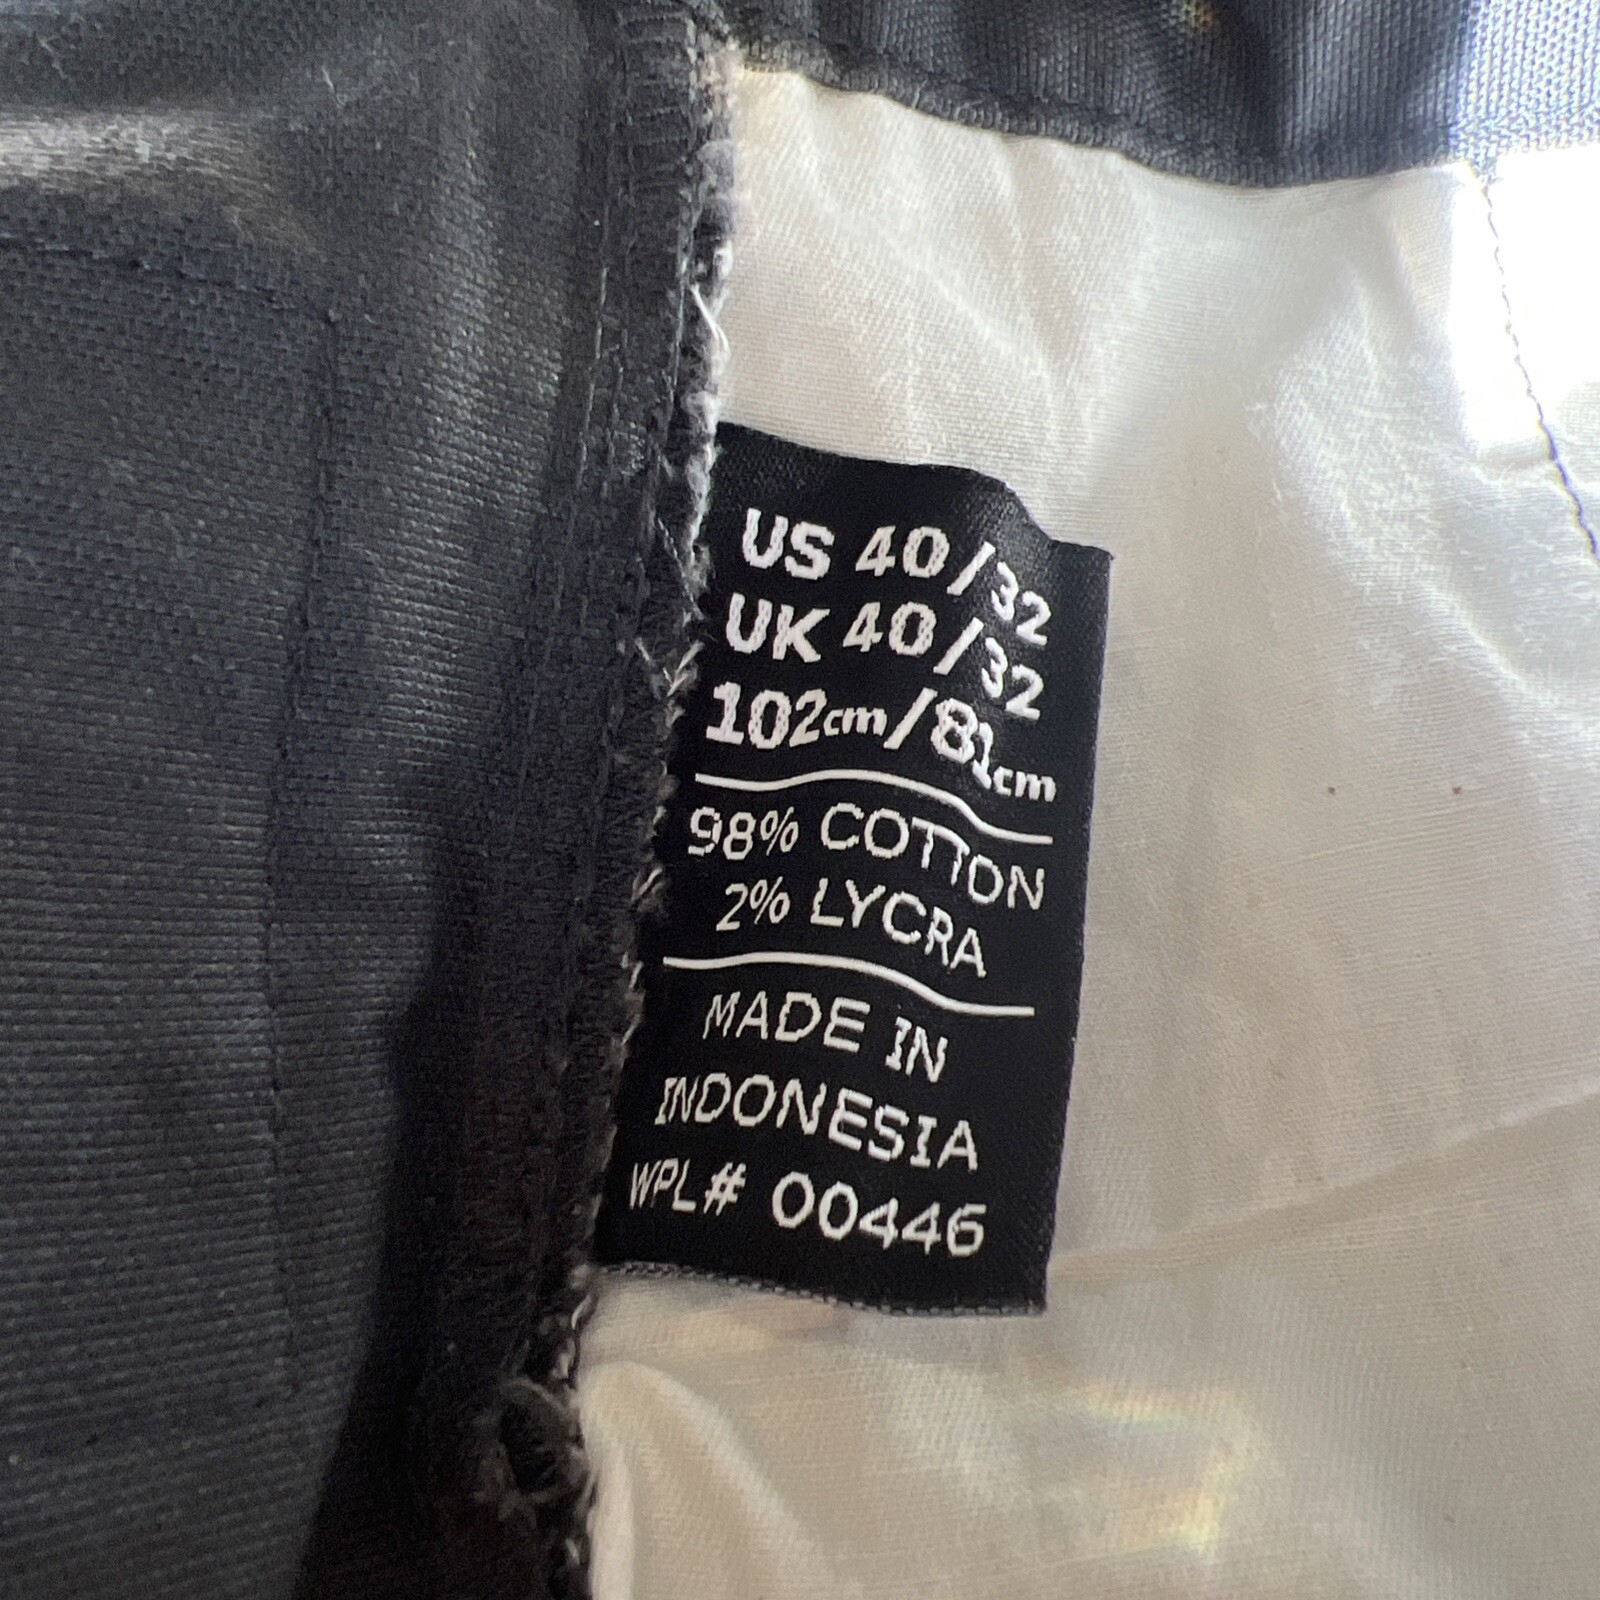 US 40/32
UK 40/32
102cm/81cm
98% COTTON
2% LYCRA
MADE IN
INDONESIA
WPL# 00446